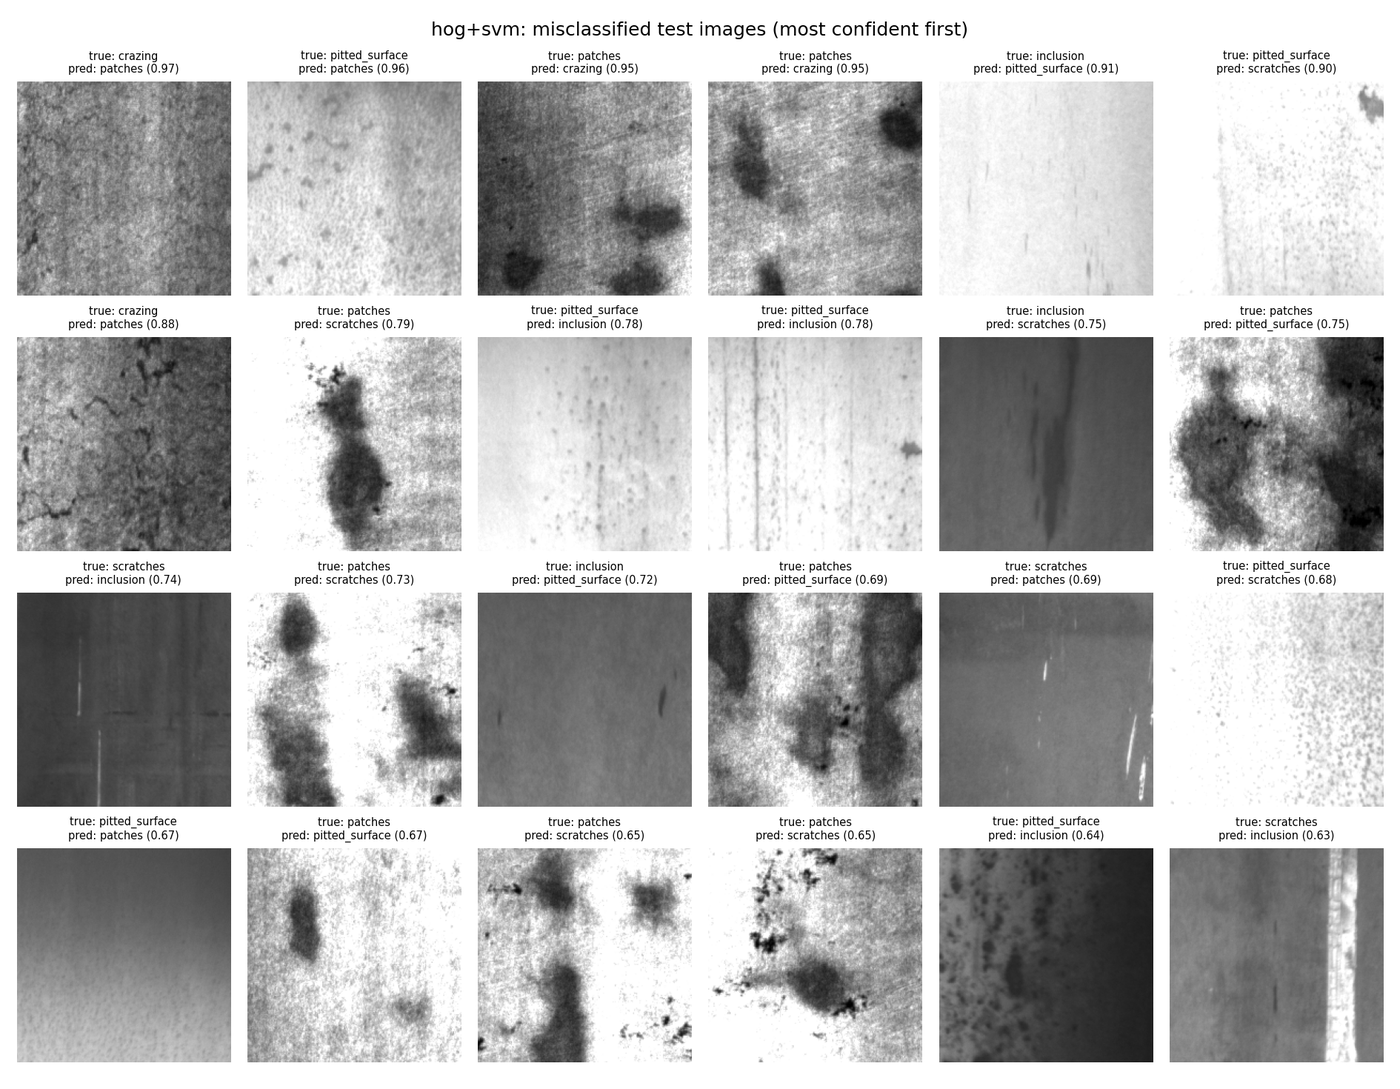 hog+svm: misclassified test images (most confident first)
true: crazing
pred: patches (0.97)
true: pitted_surface
pred: patches (0.96)
true: patches
pred: crazing (0.95)
true: patches
pred: crazing (0.95)
true: inclusion
pred: pitted_surface (0.91)
true: pitted_surface
pred: scratches (0.90)
true: crazing
pred: patches (0.88)
true: patches
pred: scratches (0.79)
true: pitted_surface
pred: inclusion (0.78)
true: pitted_surface
pred: inclusion (0.78)
true: inclusion
pred: scratches (0.75)
true: patches
pred: pitted_surface (0.75)
true: scratches
pred: inclusion (0.74)
true: patches
pred: scratches (0.73)
true: inclusion
pred: pitted_surface (0.72)
true: patches
pred: pitted_surface (0.69)
true: scratches
pred: patches (0.69)
true: pitted_surface
pred: scratches (0.68)
true: pitted_surface
pred: patches (0.67)
true: patches
pred: pitted_surface (0.67)
true: patches
pred: scratches (0.65)
true: patches
pred: scratches (0.65)
true: pitted_surface
pred: inclusion (0.64)
true: scratches
pred: inclusion (0.63)